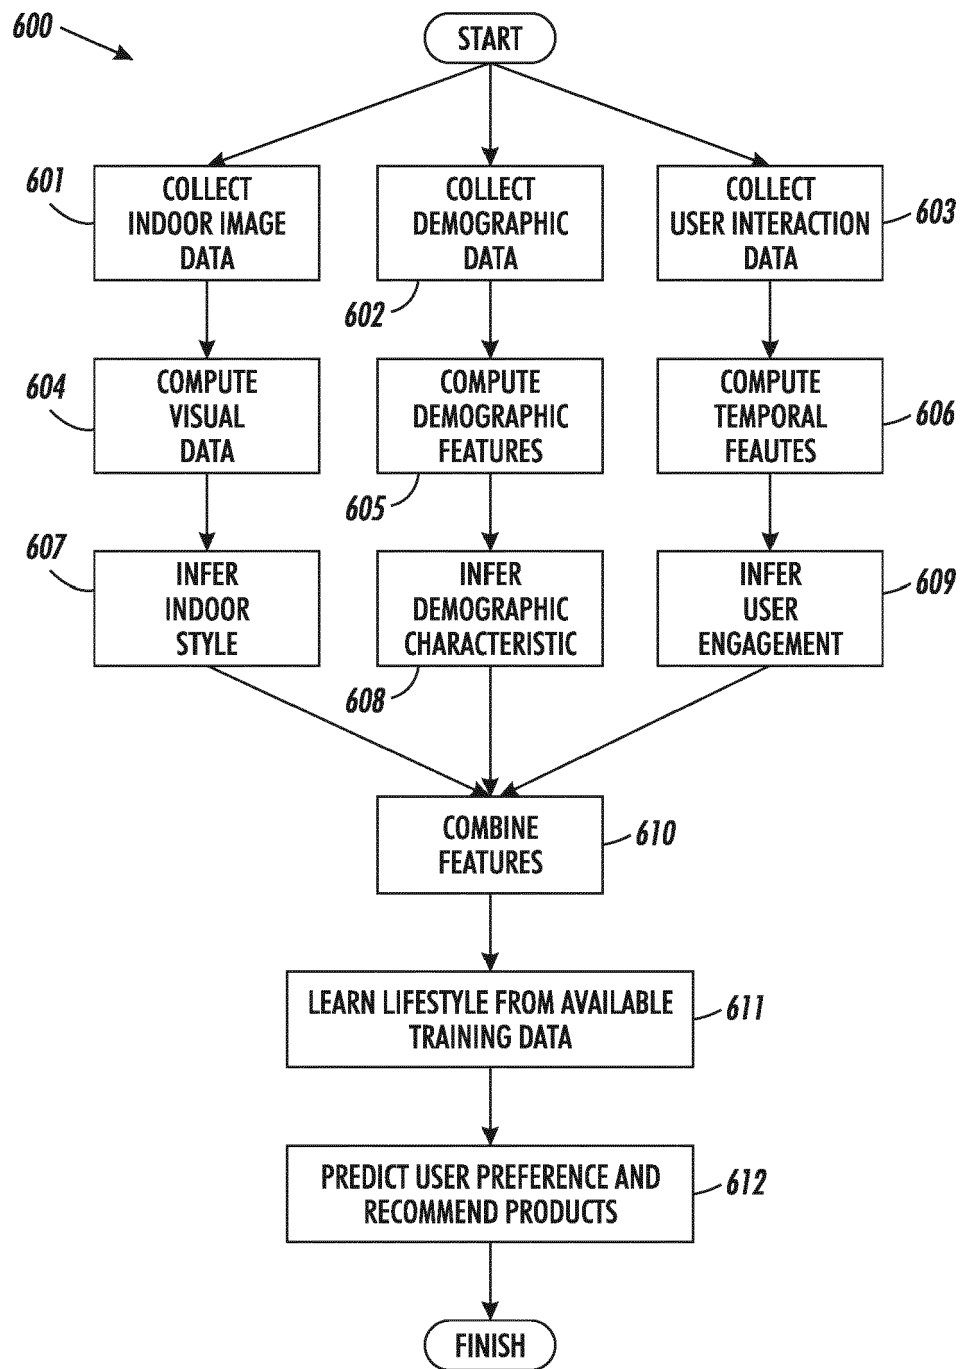 600
START
601
COLLECT
INDOOR IMAGE
DATA
COLLECT
DEMOGRAPHIC
DATA
602
COLLECT
USER INTERACTION
DATA
603
604
COMPUTE
VISUAL
DATA
COMPUTE
DEMOGRAPHIC
FEATURES
605
COMPUTE
TEMPORAL
FEAUTES
606
607
INFER
INDOOR
STYLE
INFER
DEMOGRAPHIC
CHARACTERISTIC
608
INFER
USER
ENGAGEMENT
609
COMBINE
FEATURES
610
LEARN LIFESTYLE FROM AVAILABLE
TRAINING DATA
611
PREDICT USER PREFERENCE AND
RECOMMEND PRODUCTS
612
FINISH